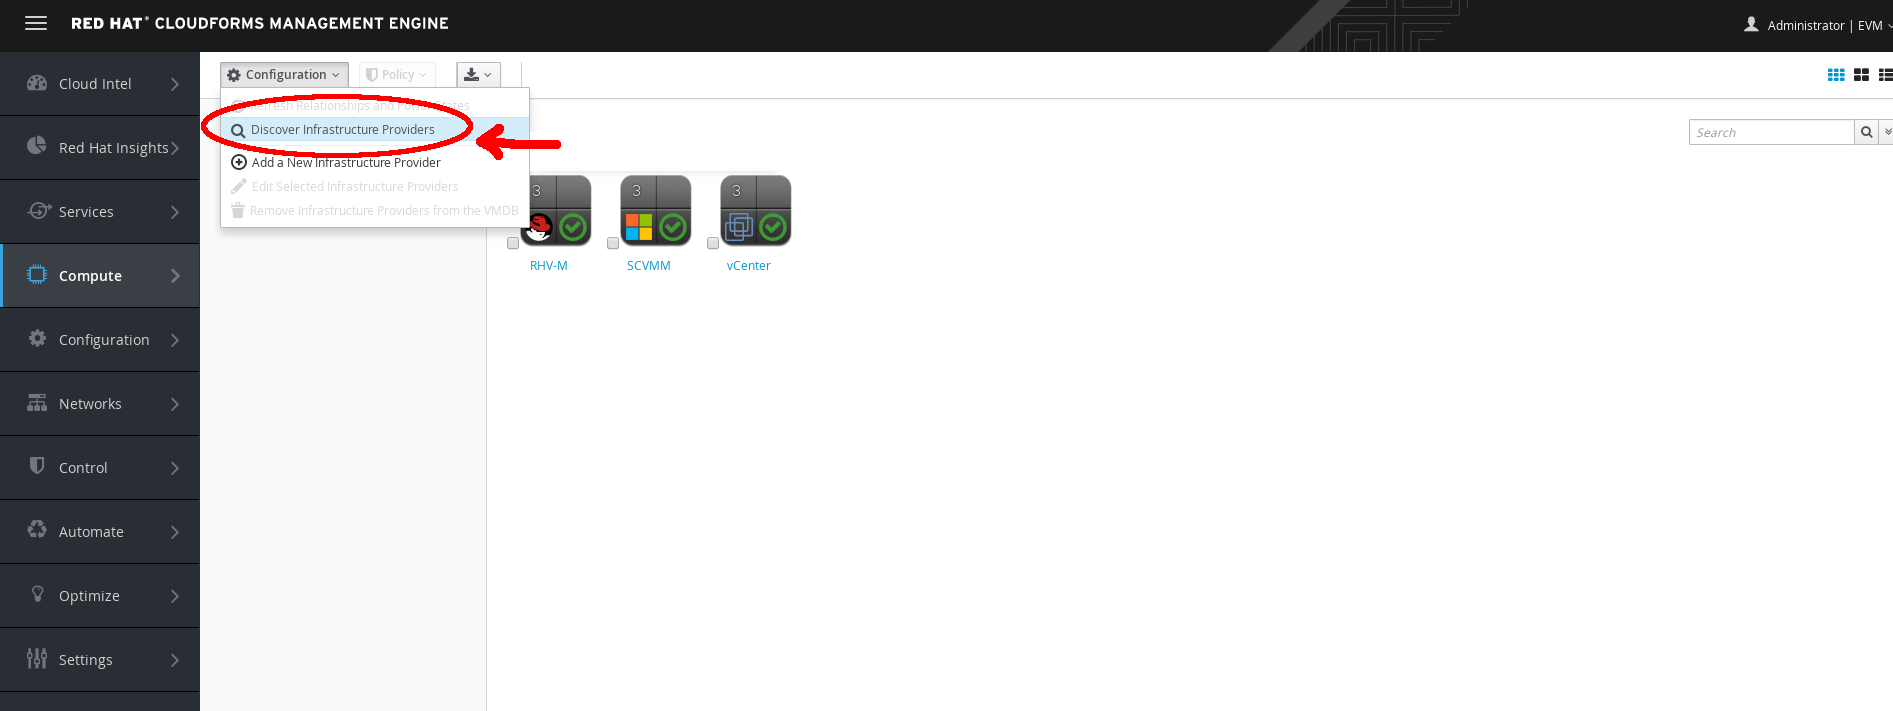 RED HAT® CLOUDFORMS MANAGEMENT ENGINE
Administrator | EVM
Cloud Intel
Red Hat Insights
Services
Compute
Configuration
Networks
Control
Automate
Optimize
Settings
Configuration
Policy
Refresh Relationships and Power States
Discover Infrastructure Providers
Add a New Infrastructure Provider
Edit Selected Infrastructure Providers
Remove Infrastructure Providers from the VMDB
Search
3
3
3
RHV-M
SCVMM
vCenter